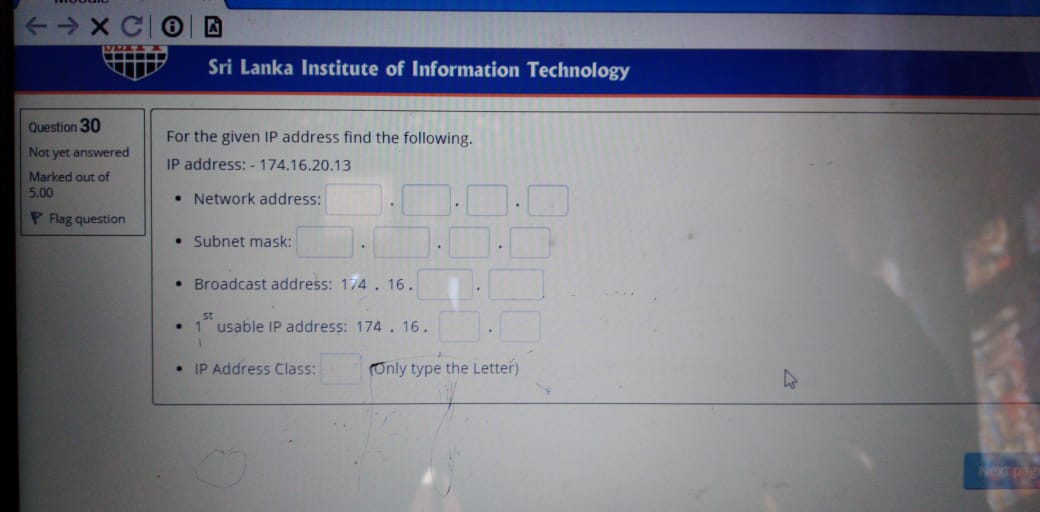 Sri Lanka Institute of Information Technology
Question 30
Not yet answered
Marked out of
5.00
Flag question
For the given IP address find the following.
IP address: - 174.16.20.13
• Network address: . . .
• Subnet mask: . . .
• Broadcast address: 174 . 16 . .
• 1st usable IP address: 174 . 16 . .
• IP Address Class: (Only type the Letter)
Next page